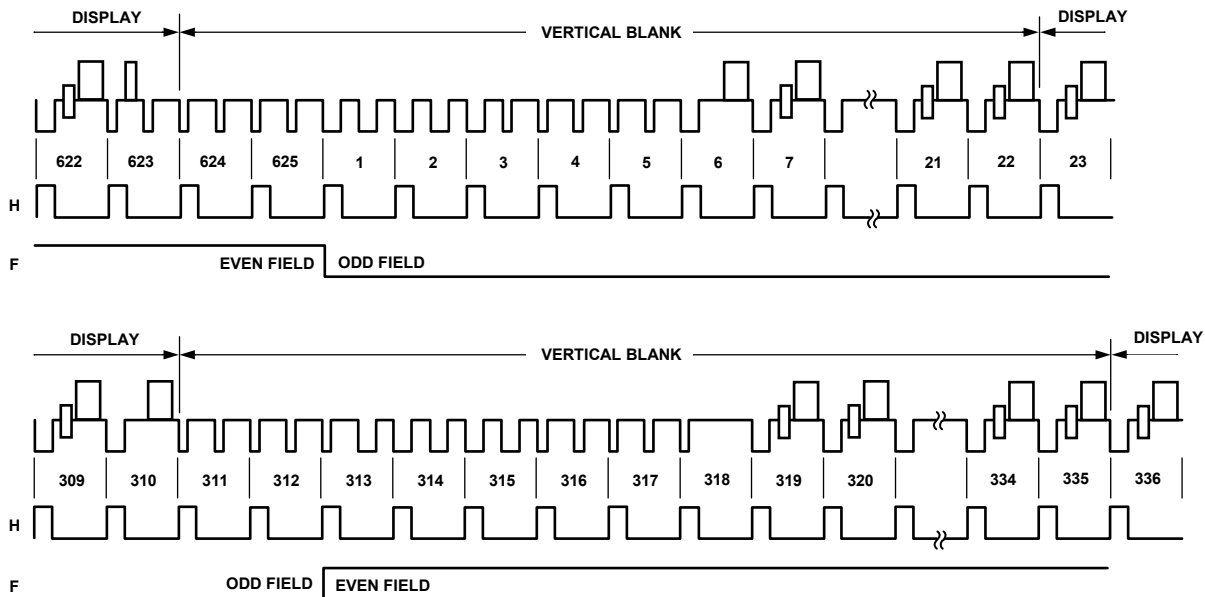 DISPLAY VERTICAL BLANK DISPLAY
622 623 624 625 1 2 3 4 5 6 7 21 22 23
H
F EVEN FIELD ODD FIELD
DISPLAY VERTICAL BLANK DISPLAY
309 310 311 312 313 314 315 316 317 318 319 320 334 335 336
H
F ODD FIELD EVEN FIELD